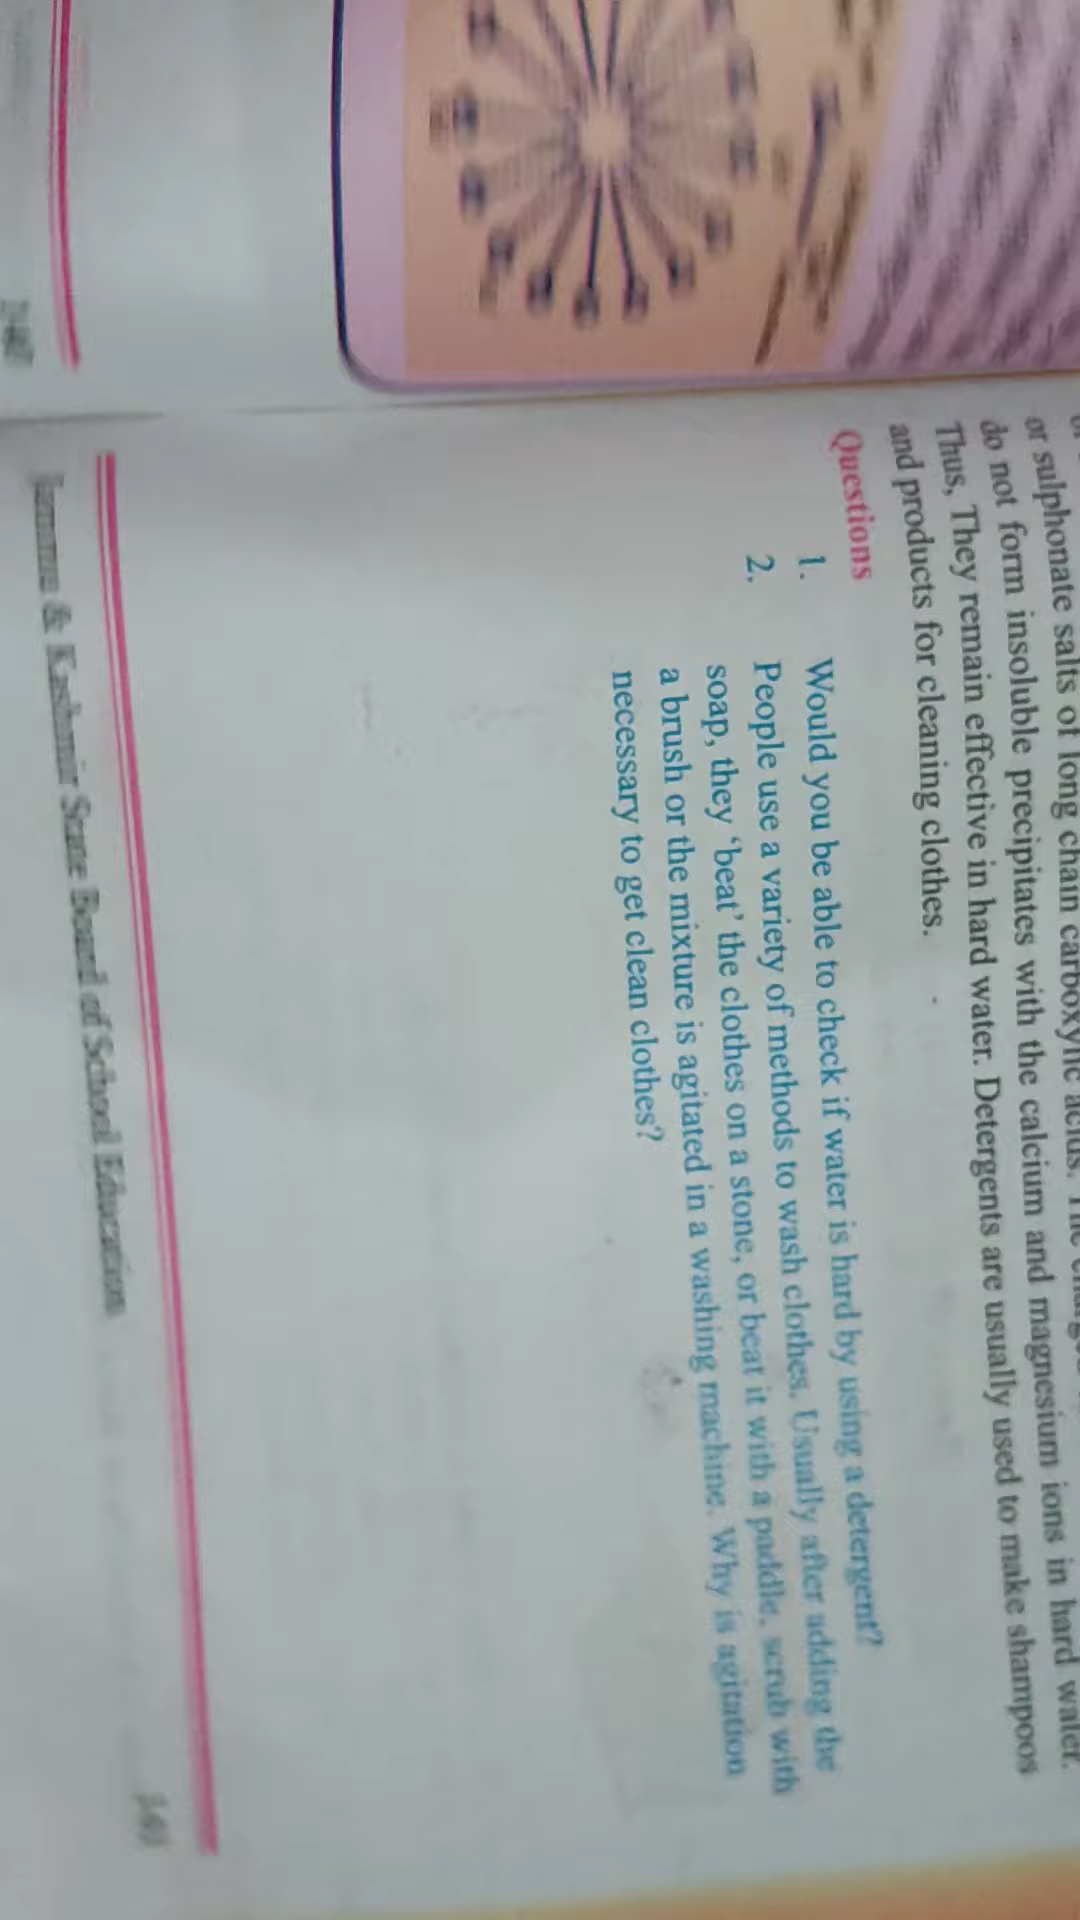 or sulphonate salts of long chain carboxylic acids. The
do not form insoluble precipitates with the calcium and magnesium ions in hard water.
Thus, They remain effective in hard water. Detergents are usually used to make shampoos
and products for cleaning clothes.
Questions
1. Would you be able to check if water is hard by using a detergent?
2. People use a variety of methods to wash clothes. Usually after adding the
soap, they ‘beat’ the clothes on a stone, or beat it with a paddle, scrub with
a brush or the mixture is agitated in a washing machine. Why is agitation
necessary to get clean clothes?
Jammu & Kashmir State Board of School Education